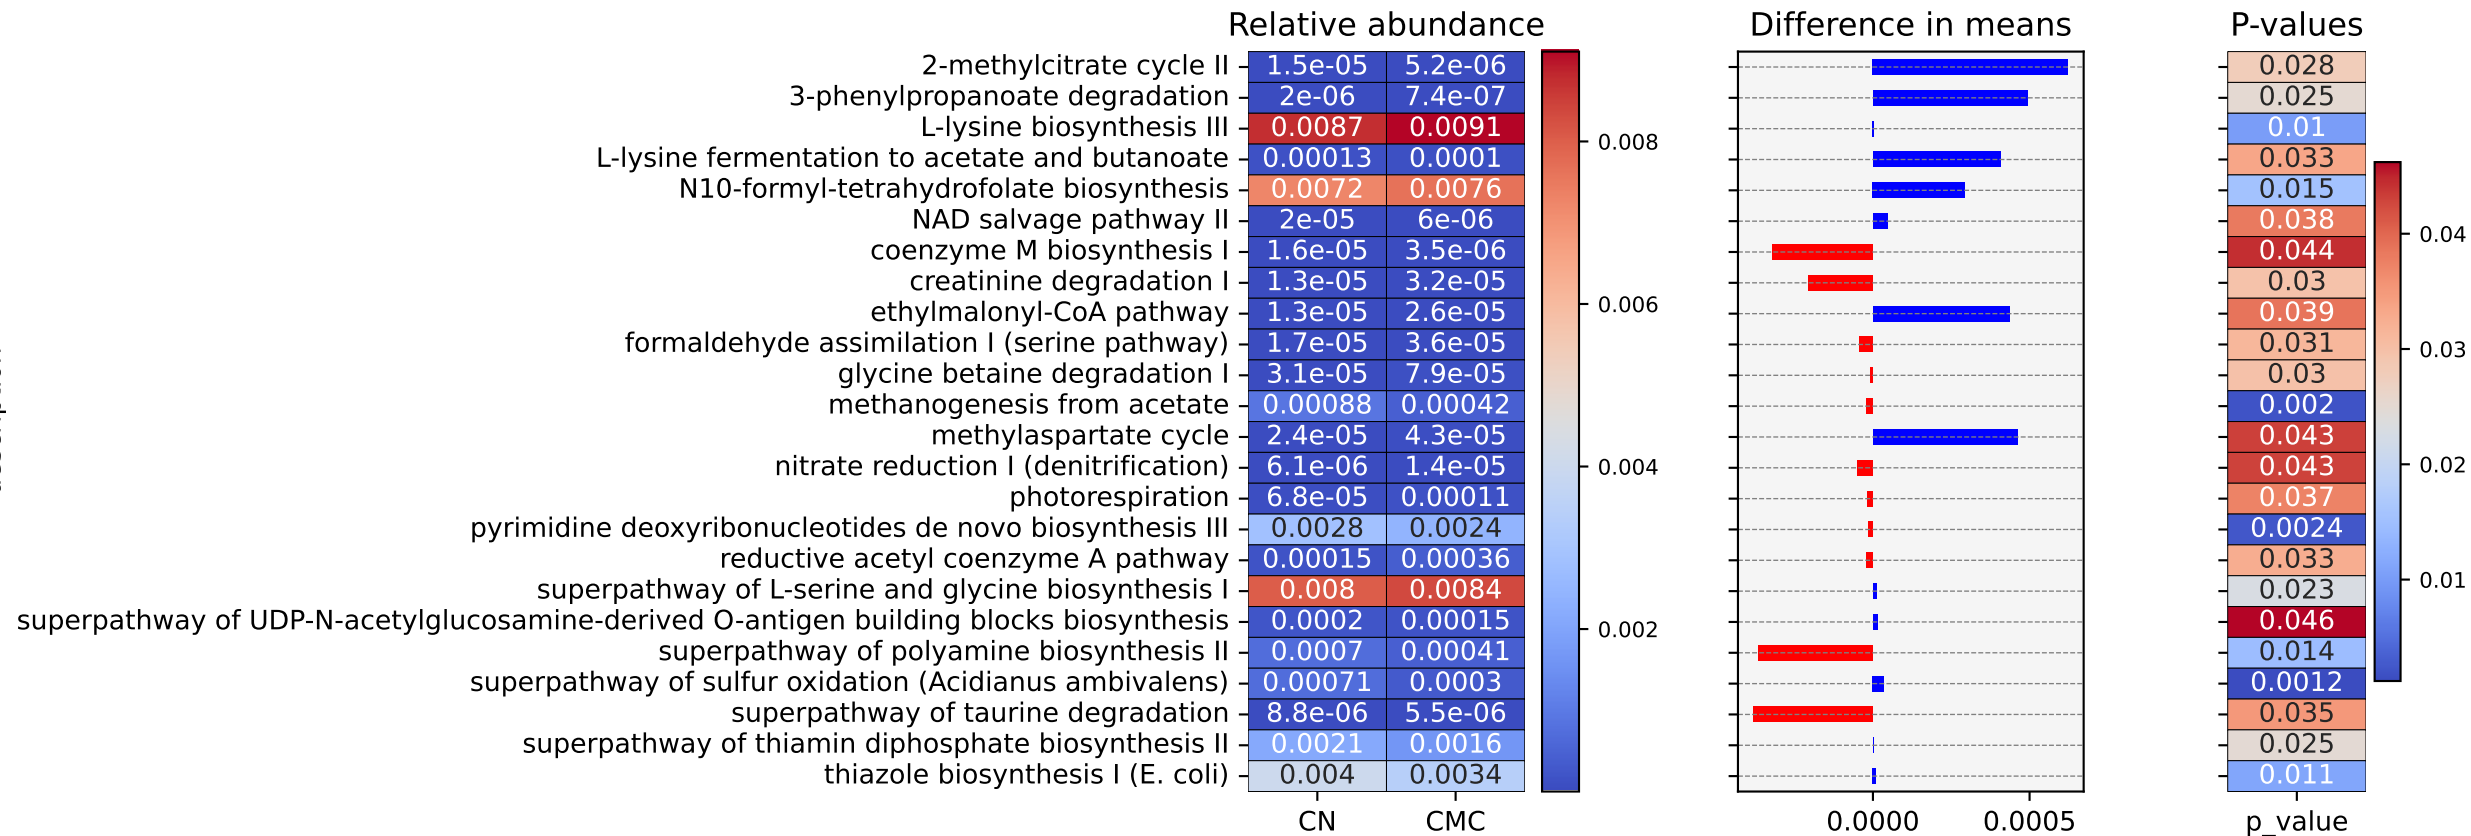 Relative abundance Difference in means P-values
2-methylcitrate cycle II 1.5e-05 5.2e-06 0.028
3-phenylpropanoate degradation 2e-06 7.4e-07 0.025
L-lysine biosynthesis III 0.0087 0.0091 0.01
0.008
L-lysine fermentation to acetate and butanoate 0.00013 0.0001 0.033
N10-formyl-tetrahydrofolate biosynthesis 0.0072 0.0076 0.015
NAD salvage pathway II 2e-05 6e-06 0.038
0.04
coenzyme M biosynthesis I 1.6e-05 3.5e-06 0.044
creatinine degradation I 1.3e-05 3.2e-06 0.03
0.006
ethylmalonyl-CoA pathway 1.3e-05 2.6e-05 0.039
formaldehyde assimilation I (serine pathway) 1.7e-05 3.6e-05 0.031
0.03
glycine betaine degradation I 3.1e-05 7.9e-05 0.03
methanogenesis from acetate 0.00088 0.00042 0.002
methylaspartate cycle 2.4e-05 4.3e-05 0.043
nitrate reduction I (denitrification) 6.1e-06 1.4e-05 0.043
0.004 0.02
photorespiration 6.8e-05 0.00011 0.037
pyrimidine deoxyribonucleotides de novo biosynthesis III 0.0028 0.0024 0.0024
reductive acetyl coenzyme A pathway 0.00015 0.00036 0.033
0.01
superpathway of L-serine and glycine biosynthesis I 0.008 0.0084 0.023
superpathway of UDP-N-acetylglucosamine-derived O-antigen building blocks biosynthesis 0.0002 0.00015 0.046
0.002
superpathway of polyamine biosynthesis II 0.0007 0.00041 0.014
superpathway of sulfur oxidation (Acidianus ambivalens) 0.00071 0.0003 0.0012
superpathway of taurine degradation 8.8e-06 5.5e-06 0.035
superpathway of thiamin diphosphate biosynthesis II 0.0021 0.0016 0.025
thiazole biosynthesis I (E. coli) 0.004 0.0034 0.011
CN CMC 0.0000 0.0005 p_value